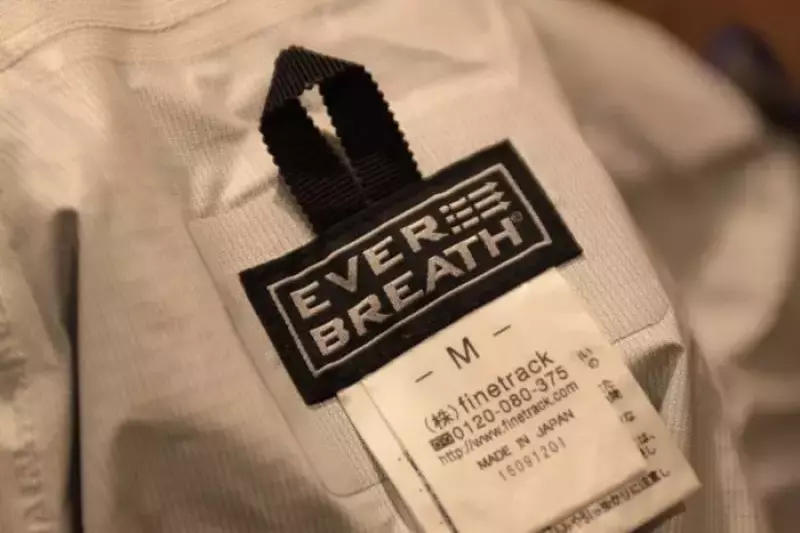 EVER
BREATH®
- M -
(株)finetrack
0120-080-375
http://www.finetrack.com
MADE IN JAPAN
16091201